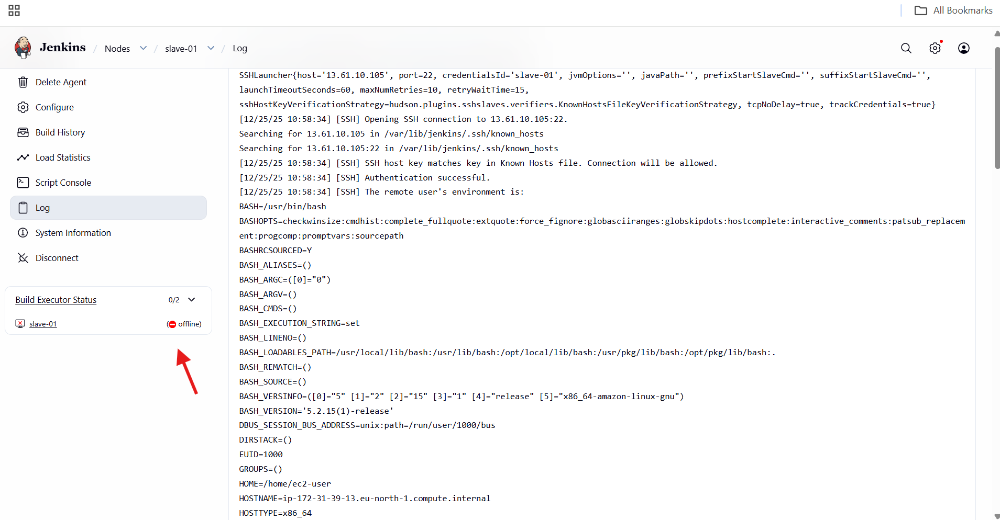 All Bookmarks
Jenkins / Nodes / slave-01 / Log
Delete Agent
Configure
Build History
Load Statistics
Script Console
Log
System Information
Disconnect
Build Executor Status 0/2
slave-01 (offline)
SSHLauncher{host='13.61.10.105', port=22, credentialsId='slave-01', jvmOptions='', javaPath='', prefixStartSlaveCmd='', suffixStartSlaveCmd='',
launchTimeoutSeconds=60, maxNumRetries=10, retryWaitTime=15,
sshHostKeyVerificationStrategy=hudson.plugins.sshslaves.verifiers.KnownHostsFileKeyVerificationStrategy, tcpNoDelay=true, trackCredentials=true}
[12/25/25 10:58:34] [SSH] Opening SSH connection to 13.61.10.105:22.
Searching for 13.61.10.105 in /var/lib/jenkins/.ssh/known_hosts
Searching for 13.61.10.105:22 in /var/lib/jenkins/.ssh/known_hosts
[12/25/25 10:58:34] [SSH] SSH host key matches key in Known Hosts file. Connection will be allowed.
[12/25/25 10:58:34] [SSH] Authentication successful.
[12/25/25 10:58:34] [SSH] The remote user's environment is:
BASH=/usr/bin/bash
BASHOPTS=checkwinsize:cmdhist:complete_fullquote:extquote:force_fignore:globasciiranges:globskipdots:hostcomplete:interactive_comments:patsub_replacem
ent:progcomp:promptvars:sourcepath
BASHRCSOURCED=Y
BASH_ALIASES=()
BASH_ARGC=([0]="0")
BASH_ARGV=()
BASH_CMDS=()
BASH_EXECUTION_STRING=set
BASH_LINENO=()
BASH_LOADABLES_PATH=/usr/local/lib/bash:/usr/lib/bash:/opt/local/lib/bash:/usr/pkg/lib/bash:/opt/pkg/lib/bash:.
BASH_REMATCH=()
BASH_SOURCE=()
BASH_VERSINFO=([0]="5" [1]="2" [2]="15" [3]="1" [4]="release" [5]="x86_64-amazon-linux-gnu")
BASH_VERSION='5.2.15(1)-release'
DBUS_SESSION_BUS_ADDRESS=unix:path=/run/user/1000/bus
DIRSTACK=()
EUID=1000
GROUPS=()
HOME=/home/ec2-user
HOSTNAME=ip-172-31-39-13.eu-north-1.compute.internal
HOSTTYPE=x86_64